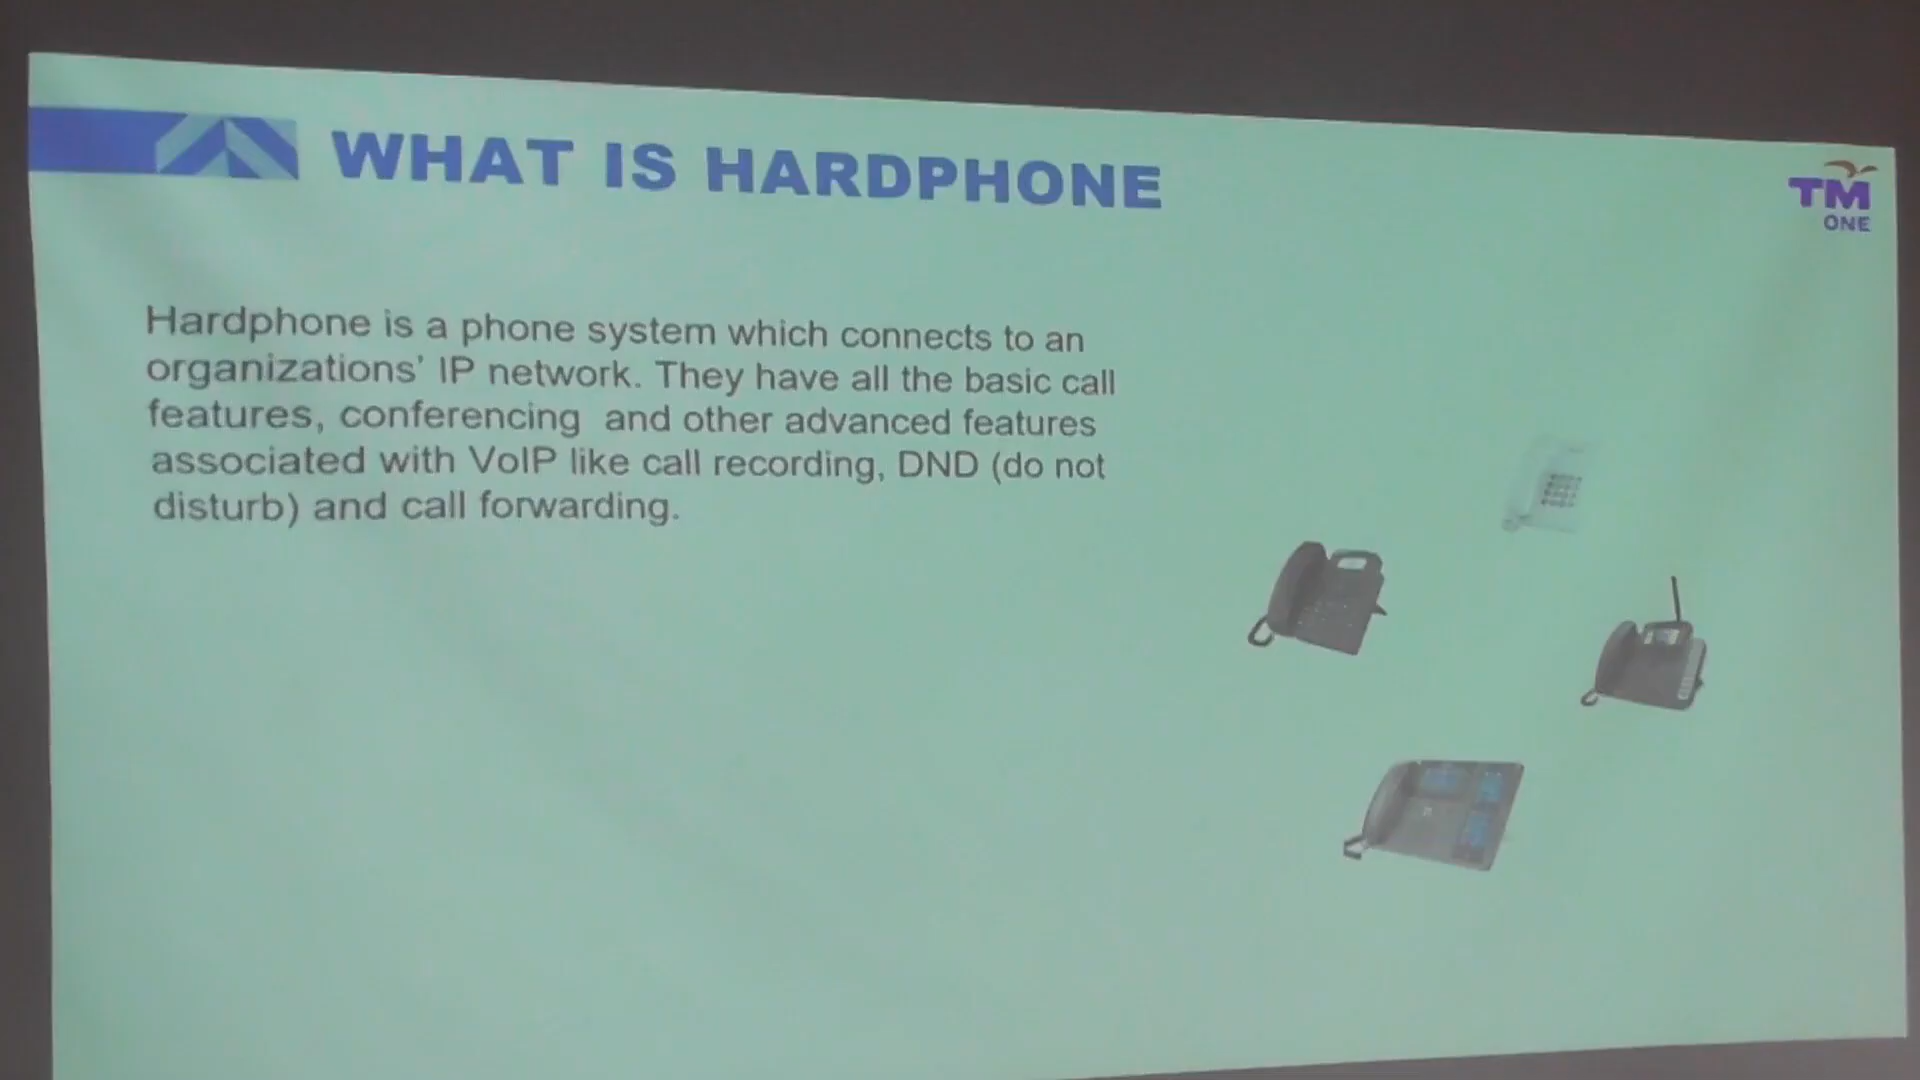 WHAT IS HARDPHONE
TM
ONE
Hardphone is a phone system which connects to an
organizations’ IP network. They have all the basic call
features, conferencing and other advanced features
associated with VoIP like call recording, DND (do not
disturb) and call forwarding.